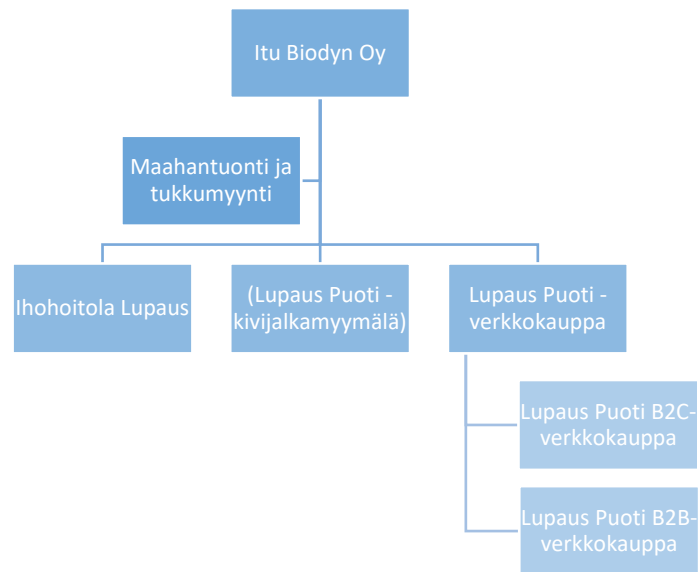 Itu Biodyn Oy
Maahantuonti ja
tukkumyynti
Ihohoitola Lupaus
(Lupaus Puoti -
kivijalkamyymälä)
Lupaus Puoti -
verkkokauppa
Lupaus Puoti B2C-
verkkokauppa
Lupaus Puoti B2B-
verkkokauppa